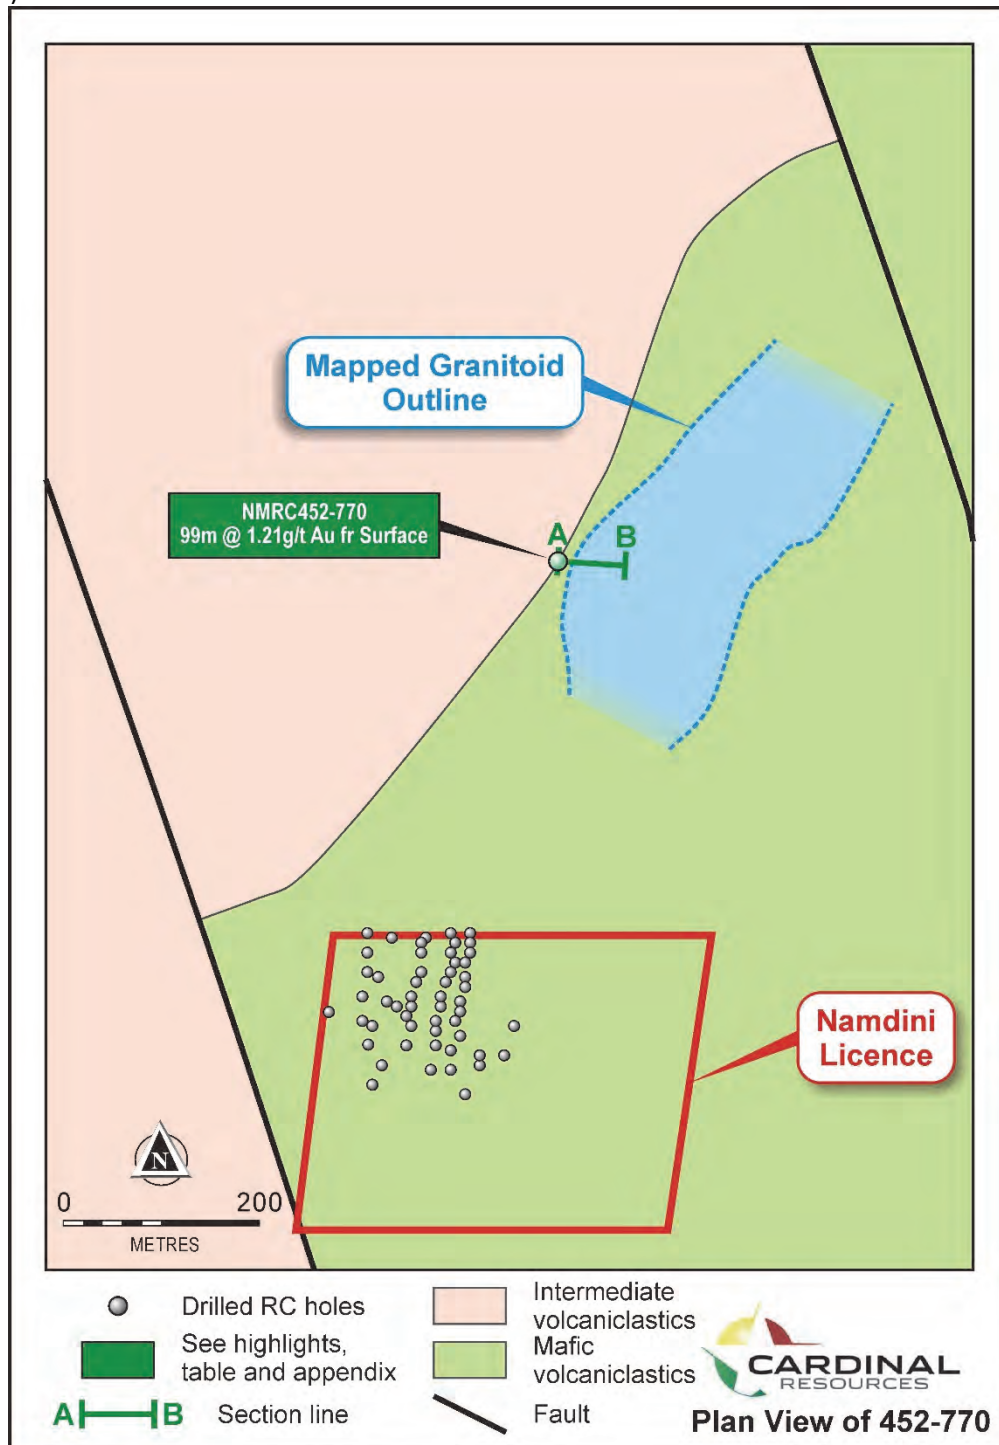 Mapped Granitoid
Outline
NMRC452-770
99m @ 1.21g/t Au fr Surface
A
B
Namdini
Licence
N
0 200
METRES
Drilled RC holes
See highlights,
table and appendix
A B Section line
Intermediate
volcaniclastics
Mafic
volcaniclastics
Fault
CARDINAL
RESOURCES
Plan View of 452-770